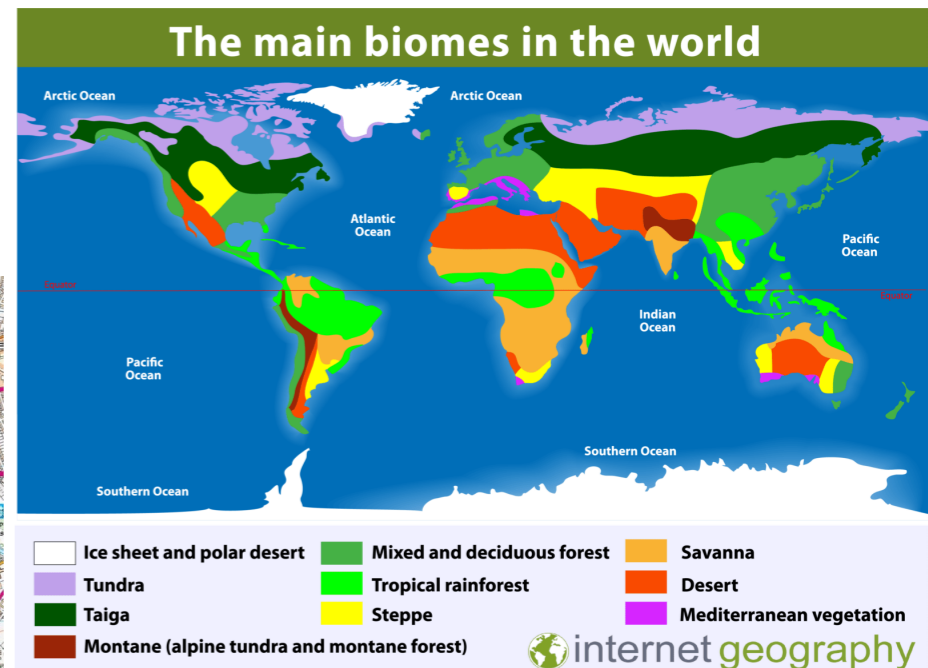 The main biomes in the world
Arctic Ocean
Arctic Ocean
Atlantic
Ocean
Pacific
Ocean
Equator
Equator
Indian
Ocean
Pacific
Ocean
Southern Ocean
Southern Ocean
Ice sheet and polar desert
Mixed and deciduous forest
Savanna
Tundra
Tropical rainforest
Desert
Taiga
Steppe
Mediterranean vegetation
Montane (alpine tundra and montane forest)
internet geography